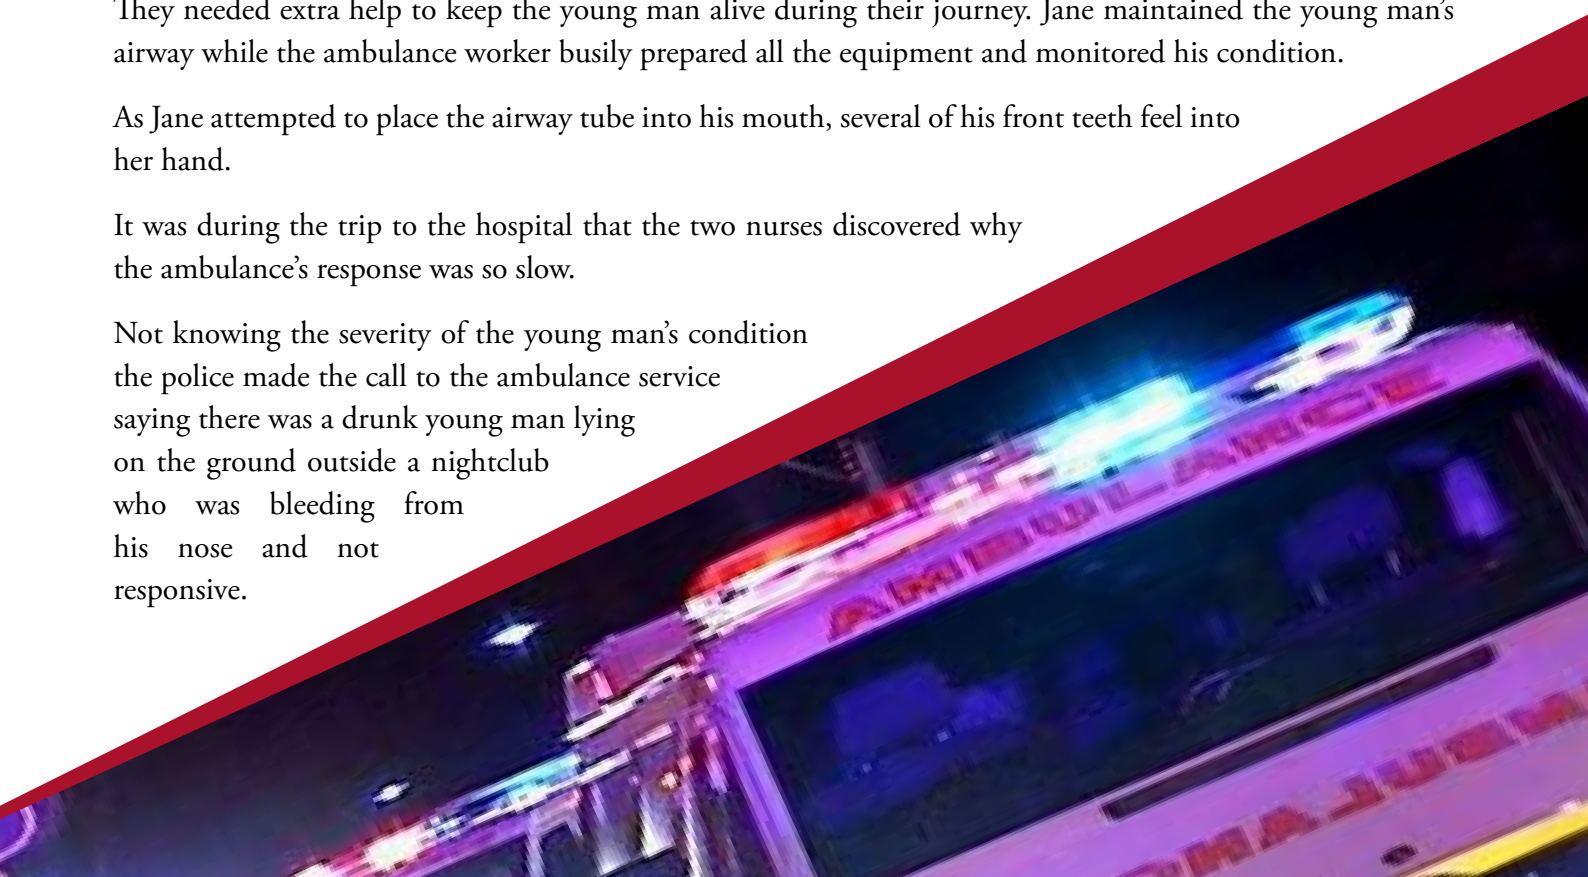 They needed extra help to keep the young man alive during their journey. Jane maintained the young man’s
airway while the ambulance worker busily prepared all the equipment and monitored his condition.
As Jane attempted to place the airway tube into his mouth, several of his front teeth feel into
her hand.
It was during the trip to the hospital that the two nurses discovered why
the ambulance’s response was so slow.
Not knowing the severity of the young man’s condition
the police made the call to the ambulance service
saying there was a drunk young man lying
on the ground outside a nightclub
who was bleeding from
his nose and not
responsive.
AMBULANCE